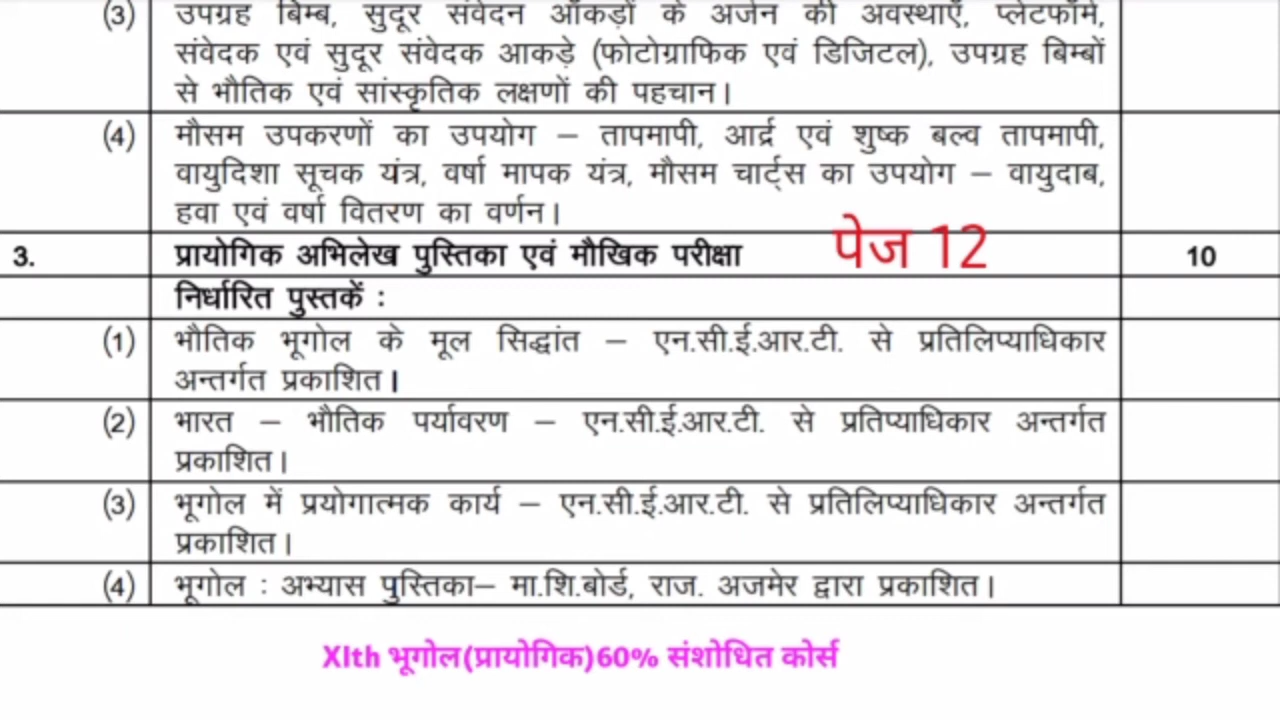 (3) उपग्रह बिम्ब, सुदूर संवेदन आँकड़ों के अर्जन की अवस्थाएँ, प्लेटफॉर्म,
संवेदक एवं सुदूर संवेदक आकड़े (फोटोग्राफिक एवं डिजिटल), उपग्रह बिम्बों
से भौतिक एवं सांस्कृतिक लक्षणों की पहचान।
(4) मौसम उपकरणों का उपयोग – तापमापी, आर्द्र एवं शुष्क बल्व तापमापी,
वायुदिशा सूचक यंत्र, वर्षा मापक यंत्र, मौसम चार्ट्स का उपयोग – वायुदाब,
हवा एवं वर्षा वितरण का वर्णन।
3. प्रायोगिक अभिलेख पुस्तिका एवं मौखिक परीक्षा पेज 12 10
निर्धारित पुस्तकें :
(1) भौतिक भूगोल के मूल सिद्धांत – एन.सी.ई.आर.टी. से प्रतिलिप्याधिकार
अन्तर्गत प्रकाशित।
(2) भारत – भौतिक पर्यावरण – एन.सी.ई.आर.टी. से प्रतिप्याधिकार अन्तर्गत
प्रकाशित।
(3) भूगोल में प्रयोगात्मक कार्य – एन.सी.ई.आर.टी. से प्रतिलिप्याधिकार अन्तर्गत
प्रकाशित।
(4) भूगोल : अभ्यास पुस्तिका– मा.शि.बोर्ड, राज. अजमेर द्वारा प्रकाशित।
XIth भूगोल(प्रायोगिक)60% संशोधित कोर्स